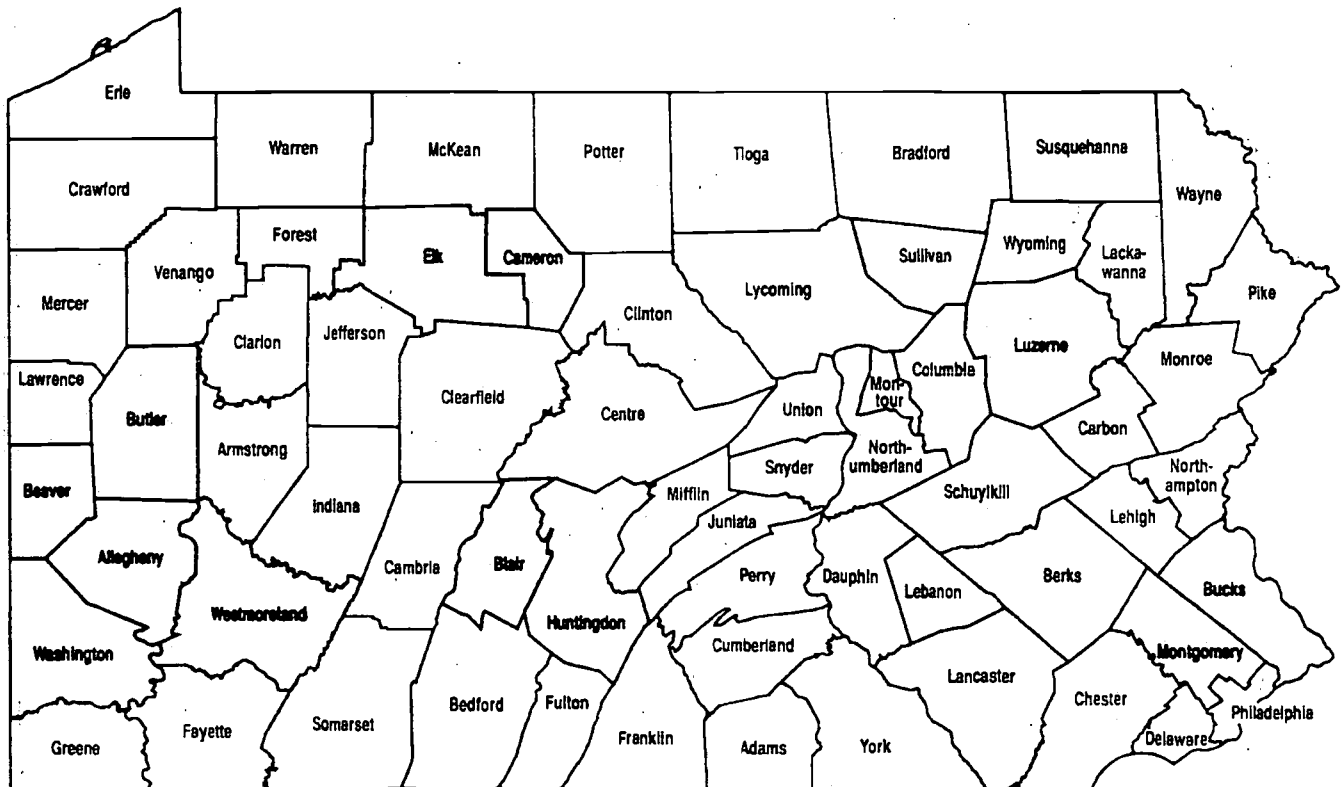 Erie
Warren
McKean
Potter
Tioga
Bradford
Susquehanna
Crawford
Wayne
Forest
Venango
Elk
Cameron
Sullivan
Wyoming
Lacka-
wanna
Mercer
Lycoming
Pike
Clinton
Jefferson
Clarion
Luzerne
Monroe
Lawrence
Columbia
Mon-
tour
Clearfield
Centre
Union
Butler
Carbon
Armstrong
North-
umberland
Snyder
North-
ampton
Beaver
Mifflin
Schuylkill
Indiana
Juniata
Lehigh
Allegheny
Cambria
Blair
Perry
Dauphin
Lebanon
Berks
Bucks
Westmoreland
Huntingdon
Cumberland
Washington
Montgomery
Lancaster
Chester
Bedford
Fulton
Philadelphia
Somerset
Fayette
Franklin
Greene
Adams
York
Delaware